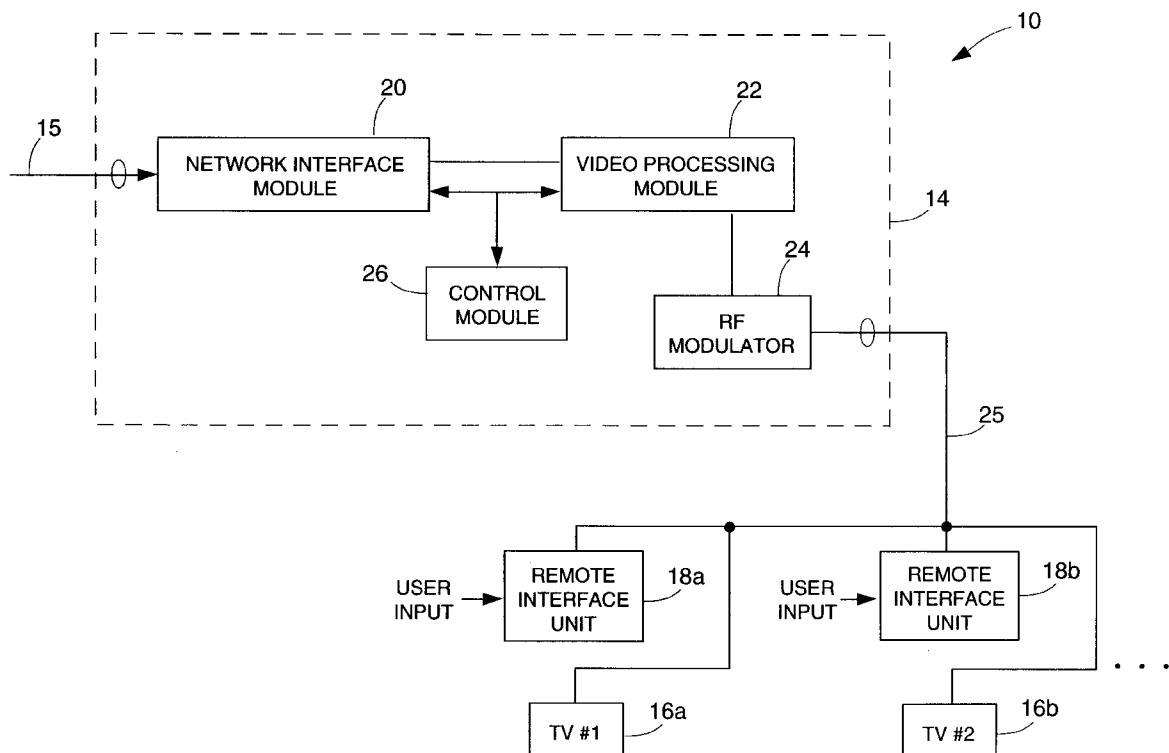 10
20
22
15
NETWORK INTERFACE
MODULE
VIDEO PROCESSING
MODULE
14
24
26
CONTROL
MODULE
RF
MODULATOR
25
USER
INPUT
REMOTE
INTERFACE
UNIT
18a
USER
INPUT
REMOTE
INTERFACE
UNIT
18b
. . .
TV #1
16a
TV #2
16b